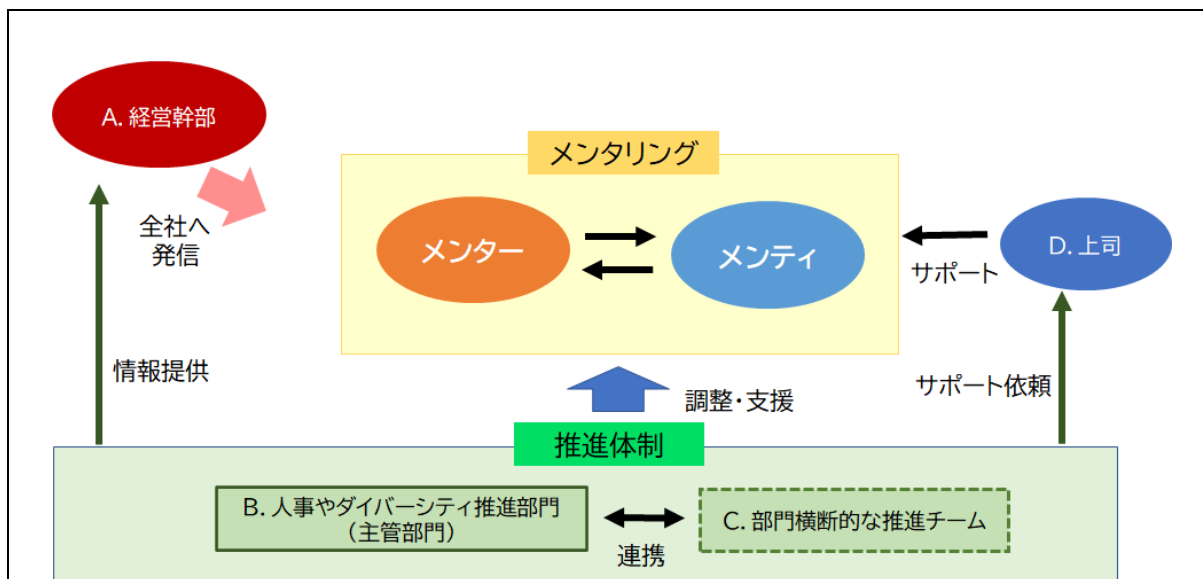 A. 経営幹部
メンタリング
全社へ
発信
メンター
メンティ
D. 上司
サポート
情報提供
調整・支援
サポート依頼
推進体制
B. 人事やダイバーシティ推進部門
（主管部門）
連携
C. 部門横断的な推進チーム